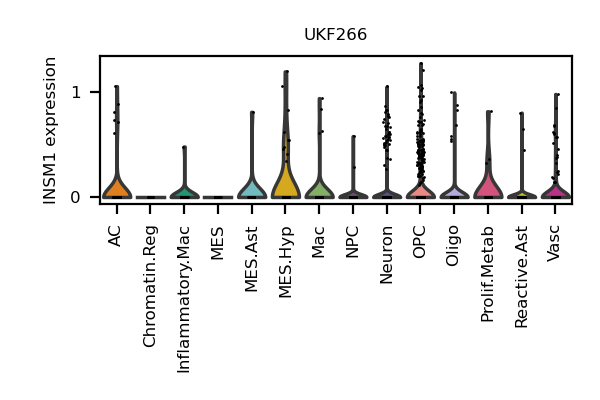 UKF266
INSM1 expression
1
0
AC
Chromatin.Reg
Inflammatory.Mac
MES
MES.Ast
MES.Hyp
Mac
NPC
Neuron
OPC
Oligo
Prolif.Metab
Reactive.Ast
Vasc